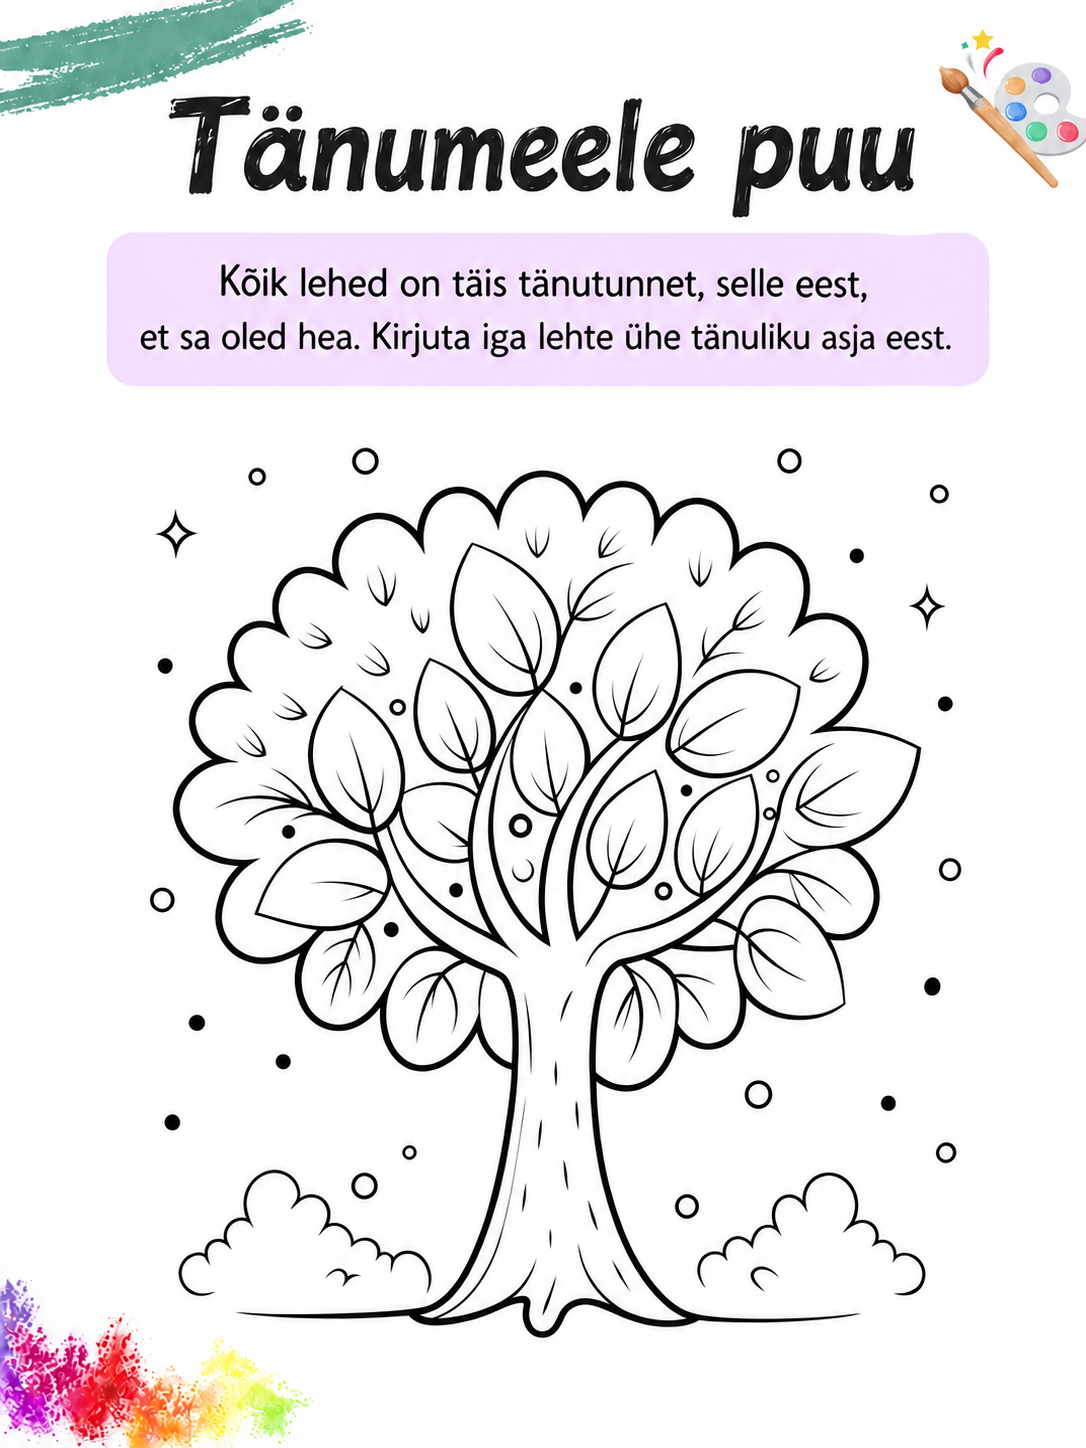 Tänumeele puu
Kõik lehed on täis tänutunnet, selle eest,
et sa oled hea. Kirjuta iga lehte ühe tänuliku asja eest.